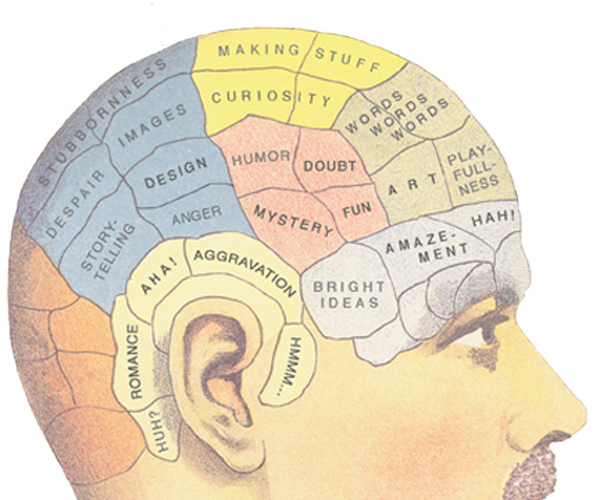 MAKING STUFF
CURIOSITY
STUBBORNNESS
IMAGES
WORDS
WORDS
WORDS
DESPAIR
DESIGN
HUMOR
DOUBT
ART
PLAY-
FULL-
NESS
STORY-
TELLING
ANGER
MYSTERY
FUN
AMAZE-
MENT
HAH!
AHA!
AGGRAVATION
BRIGHT
IDEAS
ROMANCE
HMMM...
HUH?